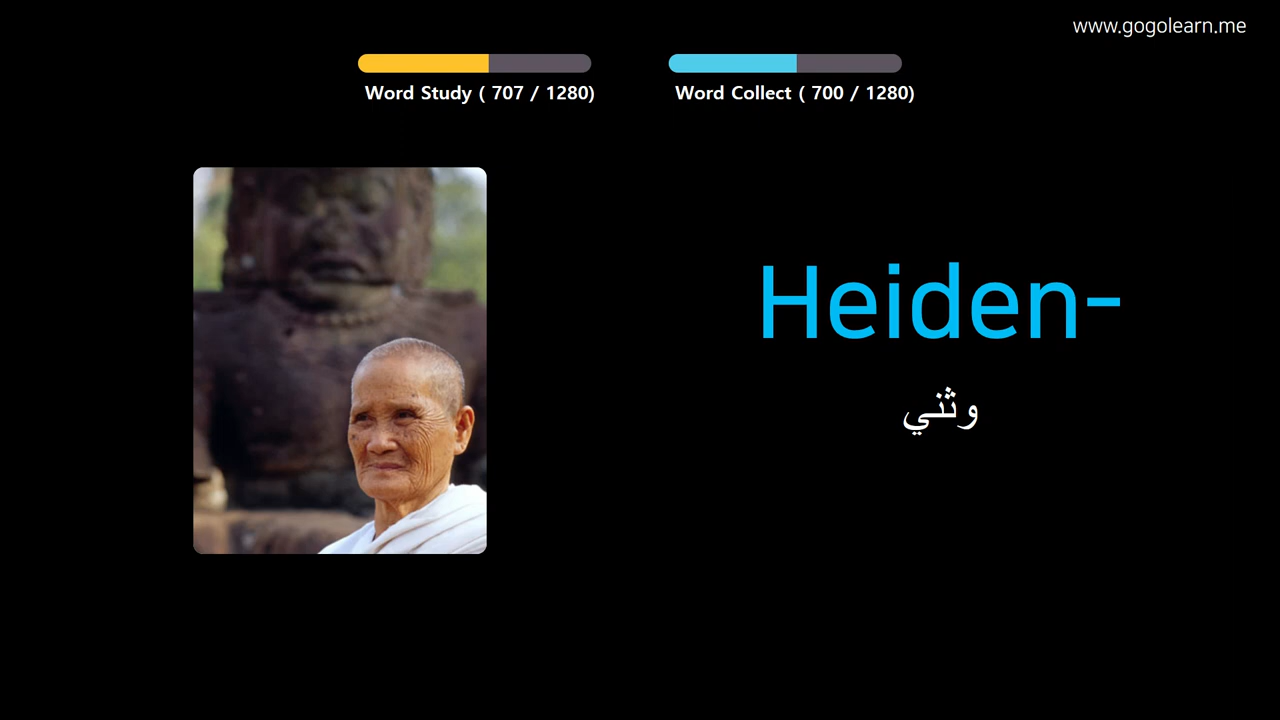 www.gogolearn.me
Word Study ( 707 / 1280)
Word Collect ( 700 / 1280)
Heiden-
وثني